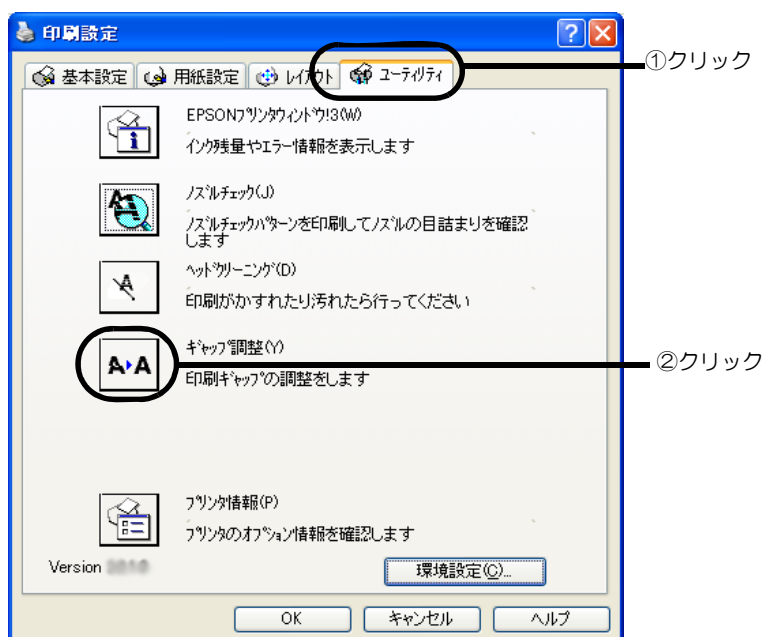 印刷設定
基本設定 用紙設定 レイアウト ユーティリティ
①クリック
EPSONプリンタウィンドウ!3(W)
インク残量やエラー情報を表示します
ノズルチェック(J)
ノズルチェックパターンを印刷してノズルの目詰まりを確認
します
ヘッドクリーニング(D)
印刷がかすれたり汚れたら行ってください
A A
ギャップ調整(Y)
②クリック
印刷ギャップの調整をします
プリンタ情報(P)
プリンタのオプション情報を確認します
Version
環境設定(C)...
OK キャンセル ヘルプ